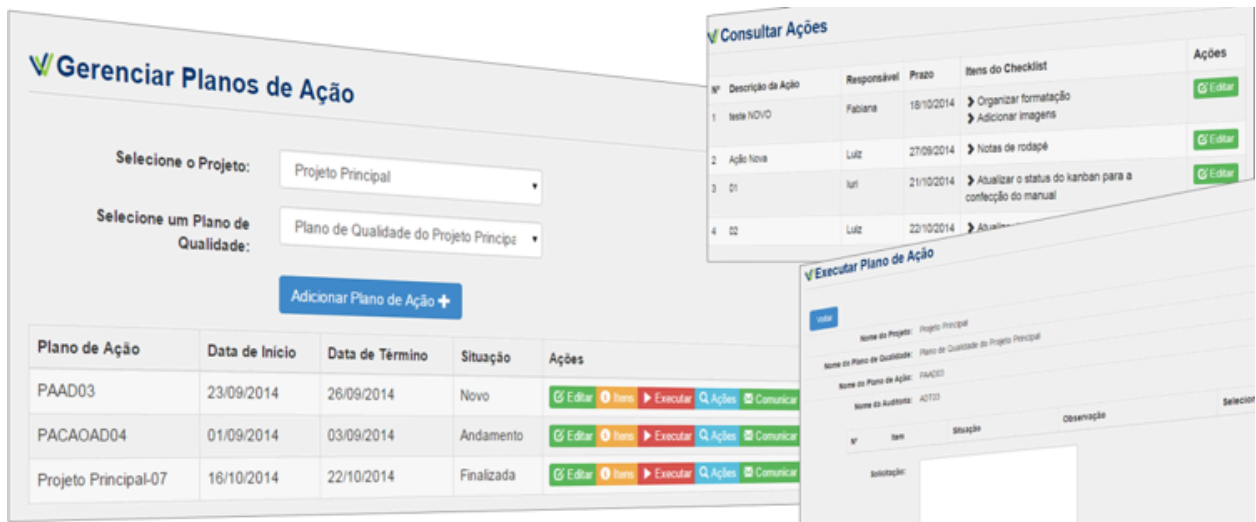 Gerenciar Planos de Ação
Selecione o Projeto:
Projeto Principal
Selecione um Plano de
Qualidade:
Plano de Qualidade do Projeto Principa
Adicionar Plano de Ação
Plano de Ação Data de Início Data de Término Situação Ações
PAAD03 23/09/2014 26/09/2014 Novo Editar Itens Executar Ações Comunicar
PACAOAD04 01/09/2014 03/09/2014 Andamento Editar Itens Executar Ações Comunicar
Projeto Principal-07 16/10/2014 22/10/2014 Finalizada Editar Itens Executar Ações Comunicar
Consultar Ações
Nº Descrição da Ação Responsável Prazo Itens do Checklist Ações
1 teste NOVO Fabiana 18/10/2014 Organizar formatação Editar
Adicionar imagens
2 Ação Nova Luiz 27/09/2014 Notas de rodapé Editar
3 01 Iuri 21/10/2014 Atualizar o status do kanban para a Editar
confecção do manual
4 02 Luiz 22/10/2014
Executar Plano de Ação
Voltar
Nome do Projeto: Projeto Principal
Nome do Plano de Qualidade: Plano de Qualidade do Projeto Principal
Nome do Plano de Ação: PAAD03
Nome da Auditoria: ADT03
Nº Item Situação Observação Selecion
Solicitação: